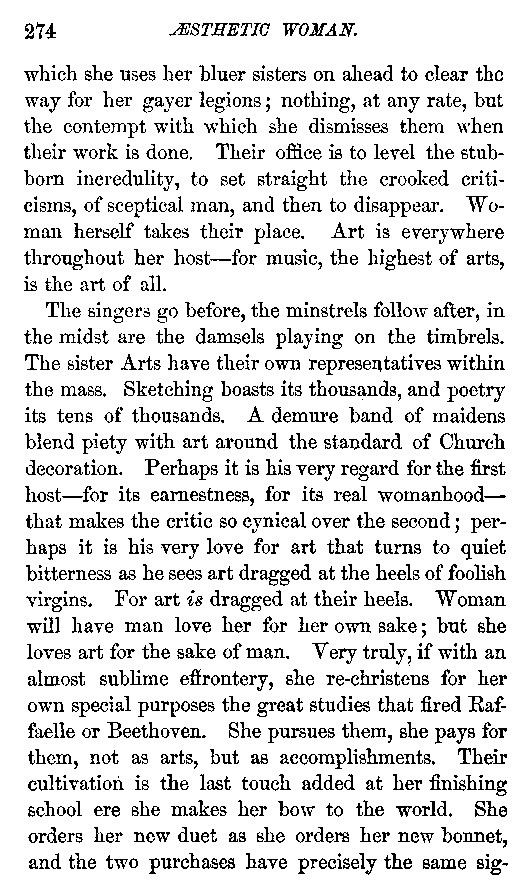 274 ÆSTHETIC WOMAN.
which she uses her bluer sisters on ahead to clear the
way for her gayer legions; nothing, at any rate, but
the contempt with which she dismisses them when
their work is done. Their office is to level the stub-
born incredulity, to set straight the crooked criti-
cisms, of sceptical man, and then to disappear. Wo-
man herself takes their place. Art is everywhere
throughout her host—for music, the highest of arts,
is the art of all.
The singers go before, the minstrels follow after, in
the midst are the damsels playing on the timbrels.
The sister Arts have their own representatives within
the mass. Sketching boasts its thousands, and poetry
its tens of thousands. A demure band of maidens
blend piety with art around the standard of Church
decoration. Perhaps it is his very regard for the first
host—for its earnestness, for its real womanhood—
that makes the critic so cynical over the second; per-
haps it is his very love for art that turns to quiet
bitterness as he sees art dragged at the heels of foolish
virgins. For art is dragged at their heels. Woman
will have man love her for her own sake; but she
loves art for the sake of man. Very truly, if with an
almost sublime effrontery, she re-christens for her
own special purposes the great studies that fired Raf-
faelle or Beethoven. She pursues them, she pays for
them, not as arts, but as accomplishments. Their
cultivation is the last touch added at her finishing
school ere she makes her bow to the world. She
orders her new duet as she orders her new bonnet,
and the two purchases have precisely the same sig-